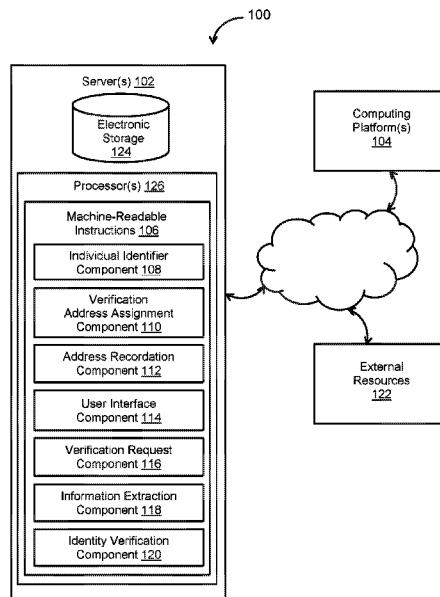 100
Server(s) 102
Electronic
Storage
124
Processor(s) 126
Machine-Readable
Instructions 106
Individual Identifier
Component 108
Verification
Address Assignment
Component 110
Address Recordation
Component 112
User Interface
Component 114
Verification Request
Component 116
Information Extraction
Component 118
Identity Verification
Component 120
Computing
Platform(s)
104
External
Resources
122